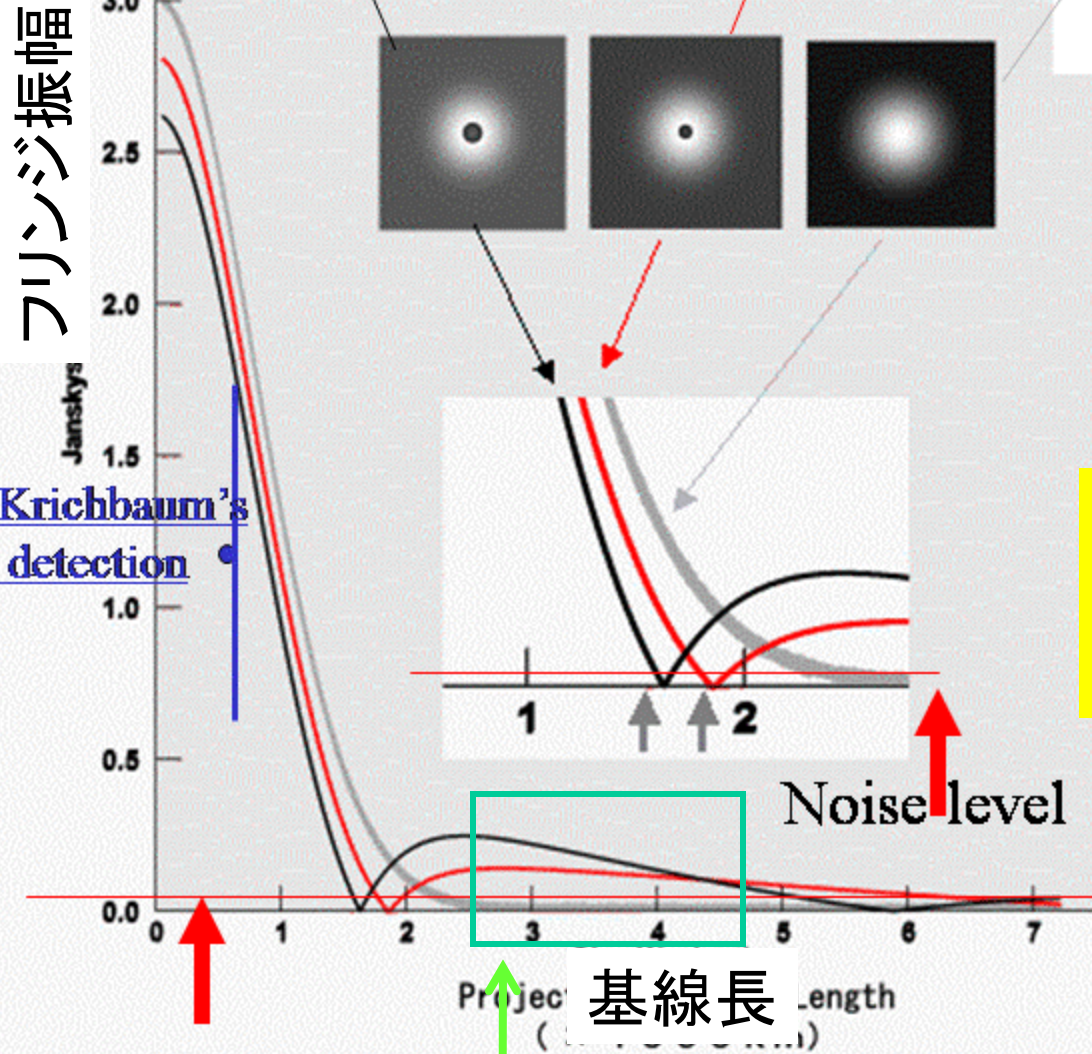 フリンジ振幅
Janskys
3.0
2.5
2.0
1.5
1.0
0.5
0.0
Krichbaum's
detection
1 2
Noise level
0 1 2 3 4 5 6 7
基線長
Length